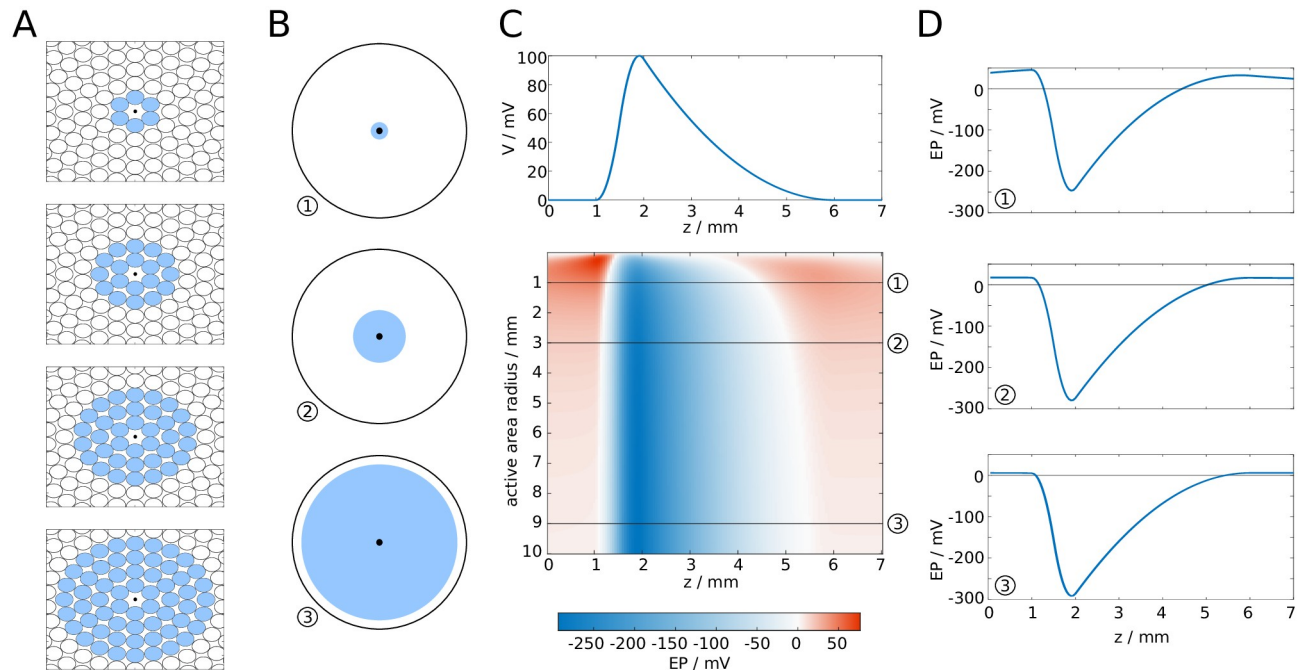 A
B
①
②
③
C
V / mV
100
80
60
40
20
0
0 1 2 3 4 5 6 7
z / mm
active area radius / mm
1
2
3
4
5
6
7
8
9
10
①
②
③
0 1 2 3 4 5 6 7
z / mm
-250 -200 -150 -100 -50 0 50
EP / mV
D
EP / mV
0
-100
-200
-300
①
EP / mV
0
-100
-200
-300
②
EP / mV
0
-100
-200
-300
③
0 1 2 3 4 5 6 7
z / mm